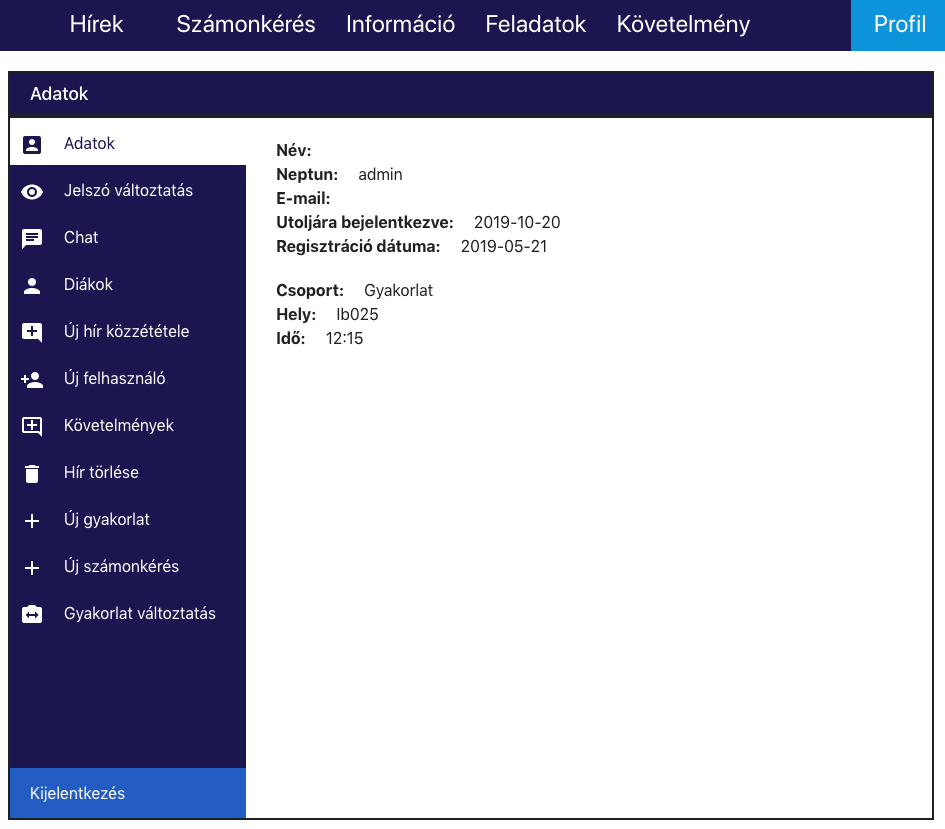 Hírek Számonkérés Információ Feladatok Követelmény Profil
Adatok
Adatok
Jelszó változtatás
Chat
Diákok
Új hír közzététele
Új felhasználó
Követelmények
Hír törlése
Új gyakorlat
Új számonkérés
Gyakorlat változtatás
Kijelentkezés
Név:
Neptun: admin
E-mail:
Utoljára bejelentkezve: 2019-10-20
Regisztráció dátuma: 2019-05-21
Csoport: Gyakorlat
Hely: Ib025
Idő: 12:15